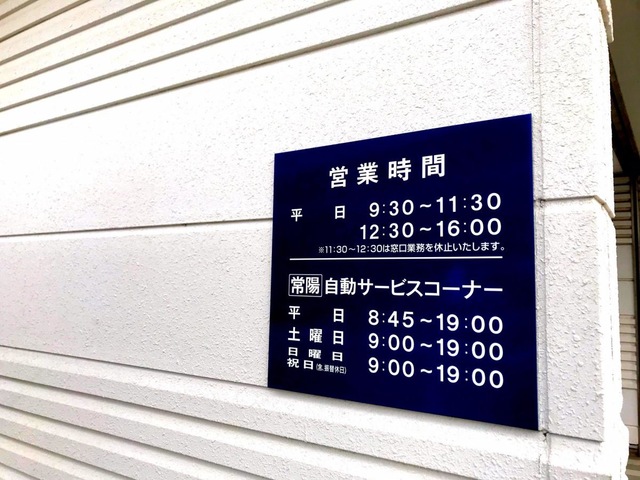 営業時間
平日 9:30～11:30
12:30～16:00
※11:30～12:30は窓口業務を休止いたします。
常陽 自動サービスコーナー
平日 8:45～19:00
土曜日 9:00～19:00
日曜日
祝日(含、振替休日) 9:00～19:00